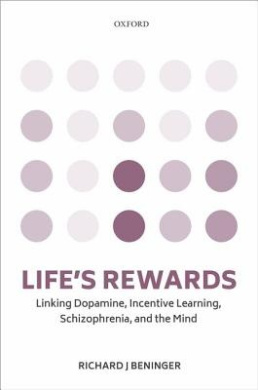 OXFORD
LIFE'S REWARDS
Linking Dopamine, Incentive Learning,
Schizophrenia, and the Mind
RICHARD J BENINGER